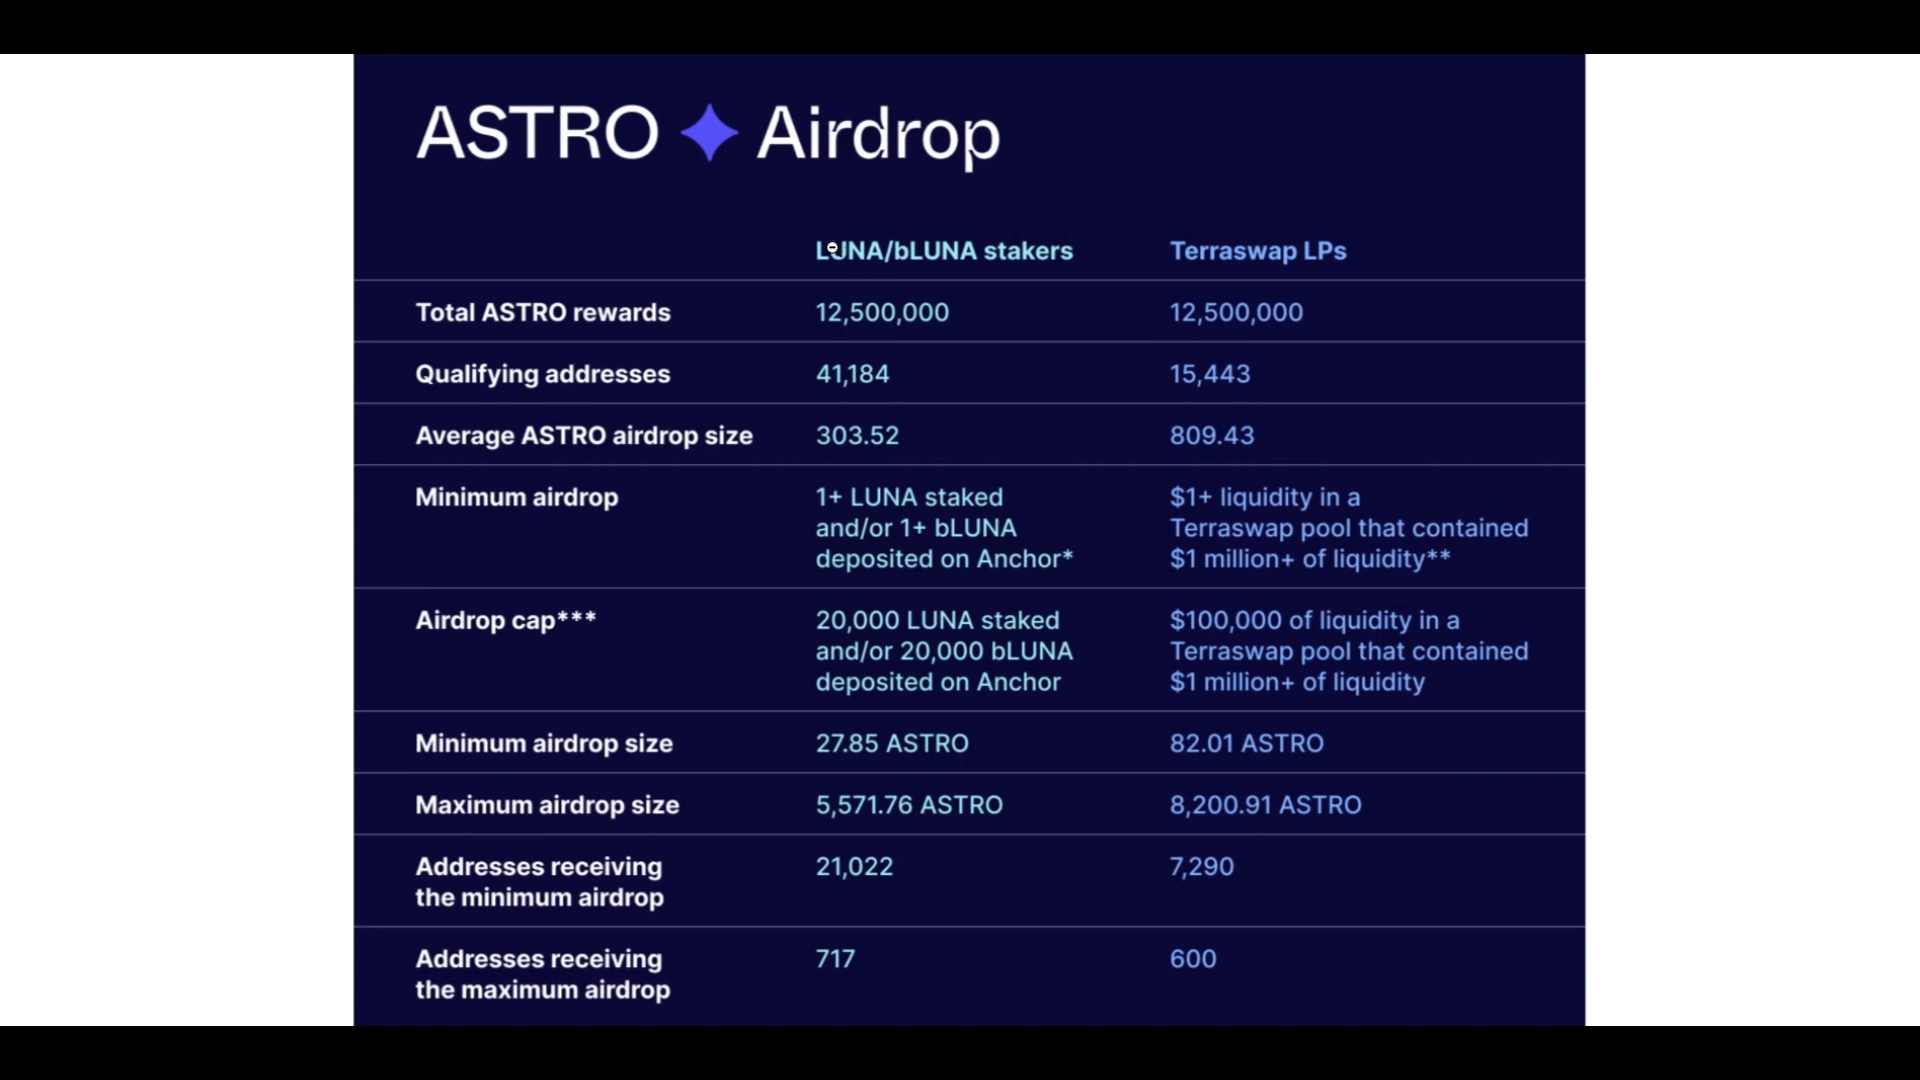 ASTRO Airdrop
LUNA/bLUNA stakers Terraswap LPs
Total ASTRO rewards 12,500,000 12,500,000
Qualifying addresses 41,184 15,443
Average ASTRO airdrop size 303.52 809.43
Minimum airdrop 1+ LUNA staked $1+ liquidity in a
and/or 1+ bLUNA Terraswap pool that contained
deposited on Anchor* $1 million+ of liquidity**
Airdrop cap*** 20,000 LUNA staked $100,000 of liquidity in a
and/or 20,000 bLUNA Terraswap pool that contained
deposited on Anchor $1 million+ of liquidity
Minimum airdrop size 27.85 ASTRO 82.01 ASTRO
Maximum airdrop size 5,571.76 ASTRO 8,200.91 ASTRO
Addresses receiving 21,022 7,290
the minimum airdrop
Addresses receiving 717 600
the maximum airdrop